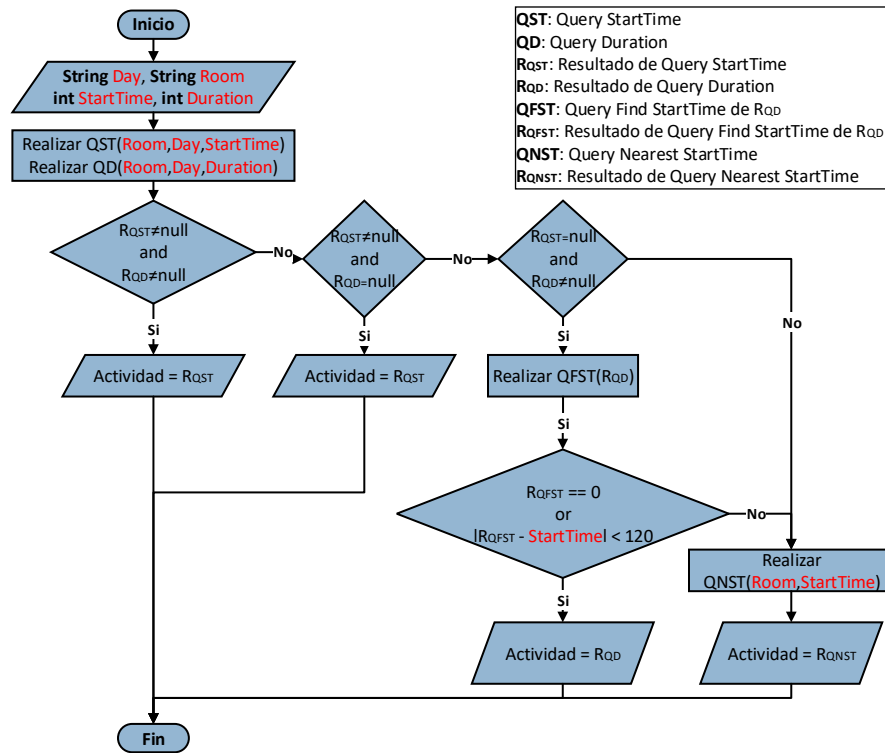 Inicio
QST: Query StartTime
QD: Query Duration
RQST: Resultado de Query StartTime
RQD: Resultado de Query Duration
QFST: Query Find StartTime de RQD
RQFST: Resultado de Query Find StartTime de RQD
QNST: Query Nearest StartTime
RQNST: Resultado de Query Nearest StartTime
String Day, String Room
int StartTime, int Duration
Realizar QST(Room,Day,StartTime)
Realizar QD(Room,Day,Duration)
RQST≠null
and
RQD≠null
No
RQST≠null
and
RQD=null
No
RQST=null
and
RQD≠null
No
Si
Si
Si
Actividad = RQST
Actividad = RQST
Realizar QFST(RQD)
Si
RQFST == 0
or
|RQFST - StartTime| < 120
No
Realizar
QNST(Room,StartTime)
Si
Actividad = RQD
Actividad = RQNST
Fin